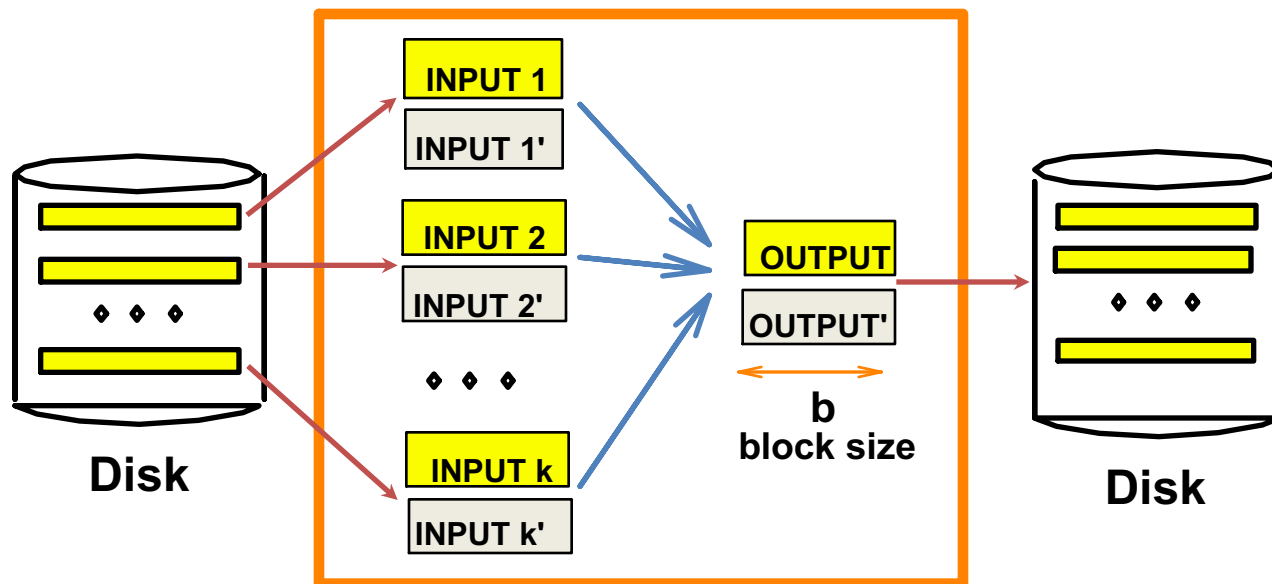 INPUT 1
INPUT 1'
INPUT 2
INPUT 2'
INPUT k
INPUT k'
OUTPUT
OUTPUT'
b
block size
Disk
Disk